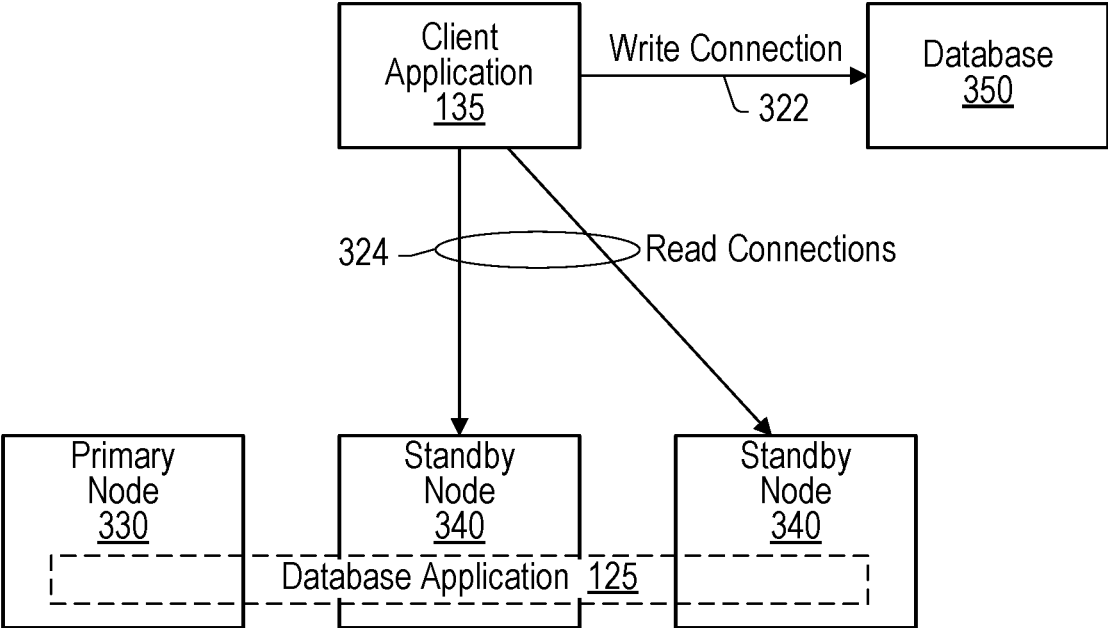 Client
Application
135
Write Connection
322
Database
350
324
Read Connections
Primary
Node
330
Standby
Node
340
Standby
Node
340
Database Application 125